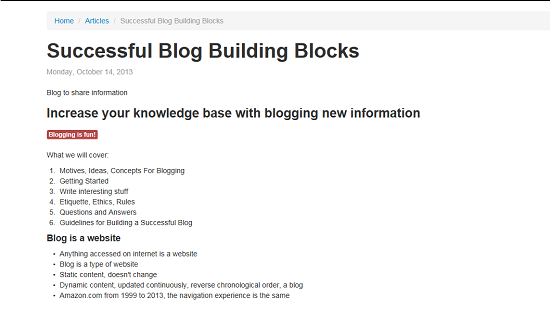 Home / Articles / Successful Blog Building Blocks
Successful Blog Building Blocks
Monday, October 14, 2013
Blog to share information
Increase your knowledge base with blogging new information
Blogging is fun!
What we will cover:
1. Motives, Ideas, Concepts For Blogging
2. Getting Started
3. Write interesting stuff
4. Etiquette, Ethics, Rules
5. Questions and Answers
6. Guidelines for Building a Successful Blog
Blog is a website
• Anything accessed on internet is a website
• Blog is a type of website
• Static content, doesn't change
• Dynamic content, updated continuously, reverse chronological order, a blog
• Amazon.com from 1999 to 2013, the navigation experience is the same